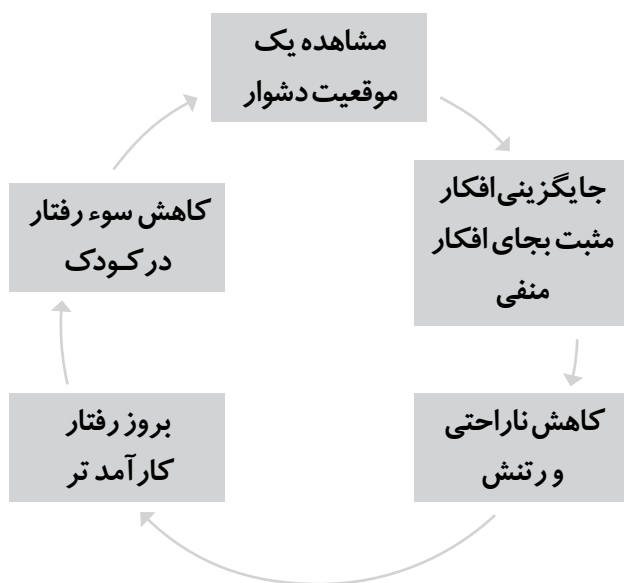 مشاهده یک
موقعیت دشوار
جایگزینی افکار
مثبت بجای افکار
منفی
کاهش ناراحتی
و رتنش
بروز رفتار
کارآمد تر
کاهش سوء رفتار
در کودک